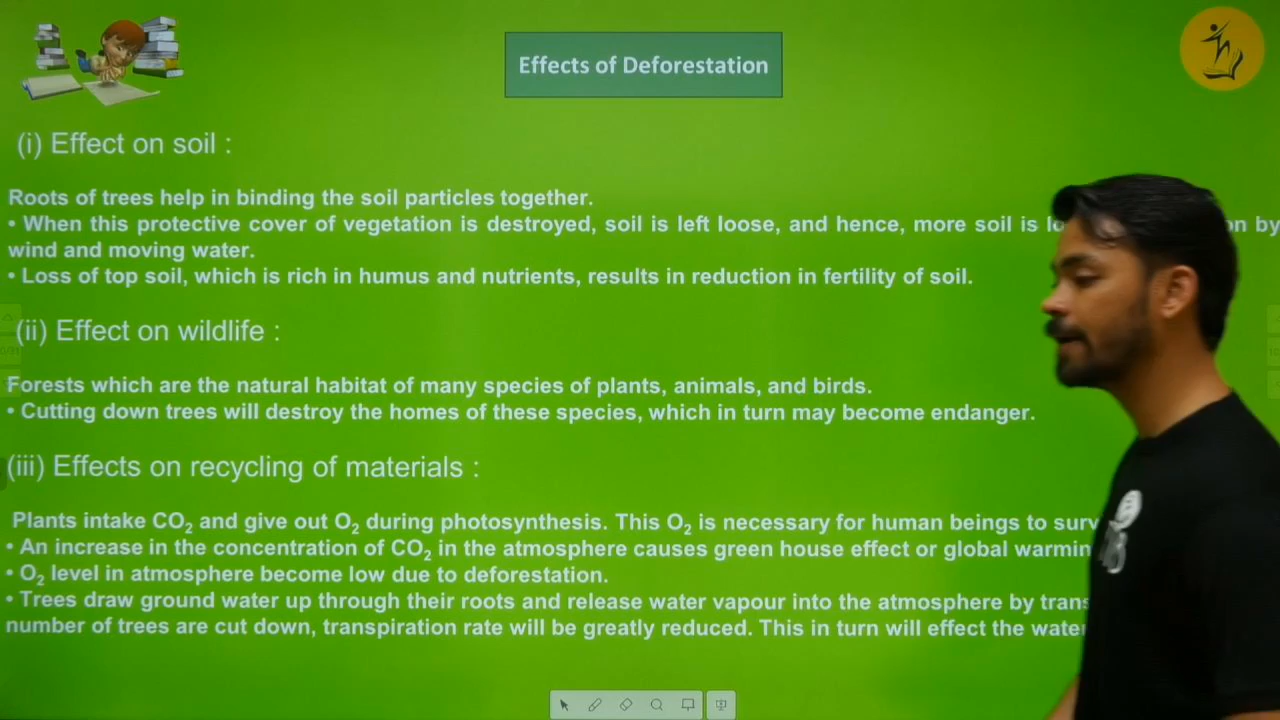 Effects of Deforestation
(i) Effect on soil :
Roots of trees help in binding the soil particles together.
• When this protective cover of vegetation is destroyed, soil is left loose, and hence, more soil is by
wind and moving water.
• Loss of top soil, which is rich in humus and nutrients, results in reduction in fertility of soil.
(ii) Effect on wildlife :
Forests which are the natural habitat of many species of plants, animals, and birds.
• Cutting down trees will destroy the homes of these species, which in turn may become endanger.
(iii) Effects on recycling of materials :
Plants intake CO₂ and give out O₂ during photosynthesis. This O₂ is necessary for human beings to
• An increase in the concentration of CO₂ in the atmosphere causes green house effect or global
• O₂ level in atmosphere become low due to deforestation.
• Trees draw ground water up through their roots and release water vapour into the atmosphere by
number of trees are cut down, transpiration rate will be greatly reduced. This in turn will effect the water